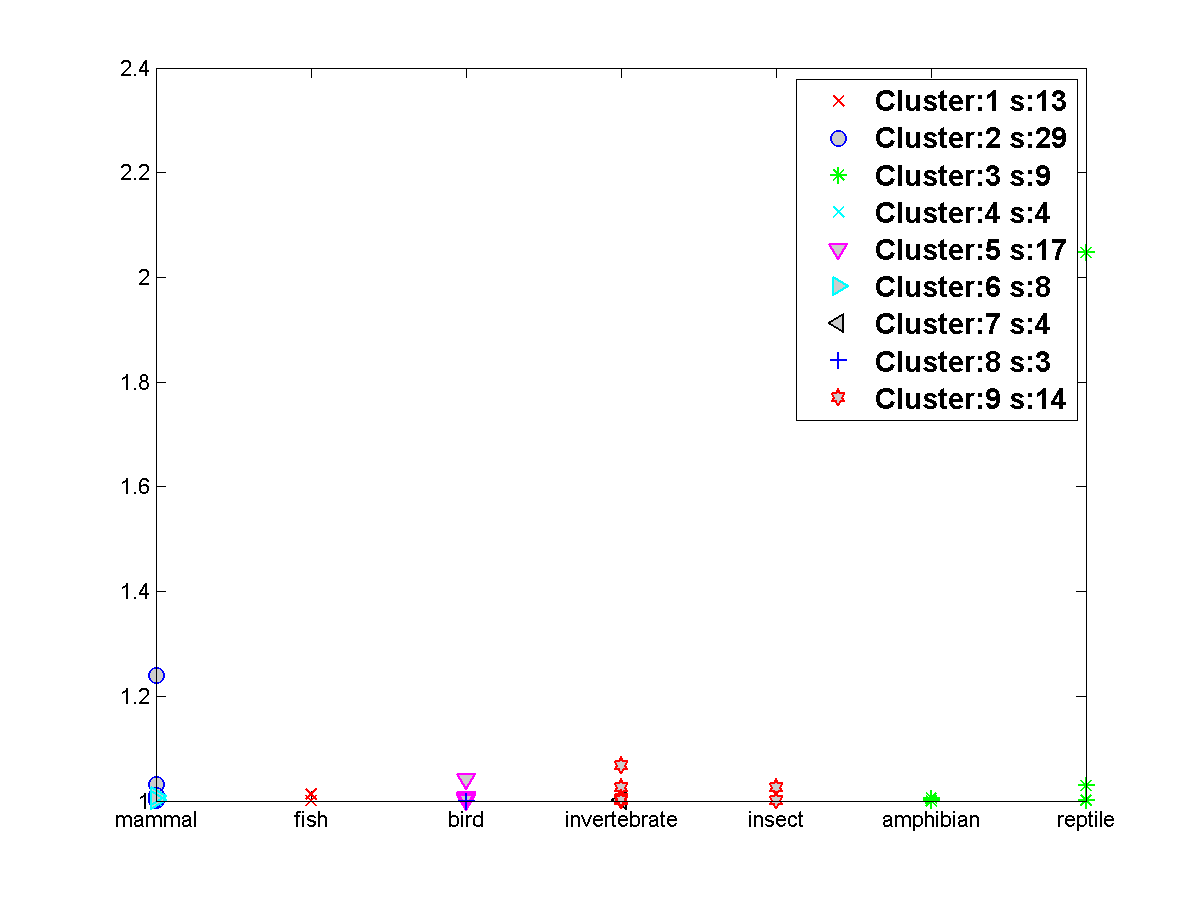 2.4
2.2
2
1.8
1.6
1.4
1.2
1
mammal fish bird invertebrate insect amphibian reptile
Cluster:1 s:13
Cluster:2 s:29
Cluster:3 s:9
Cluster:4 s:4
Cluster:5 s:17
Cluster:6 s:8
Cluster:7 s:4
Cluster:8 s:3
Cluster:9 s:14